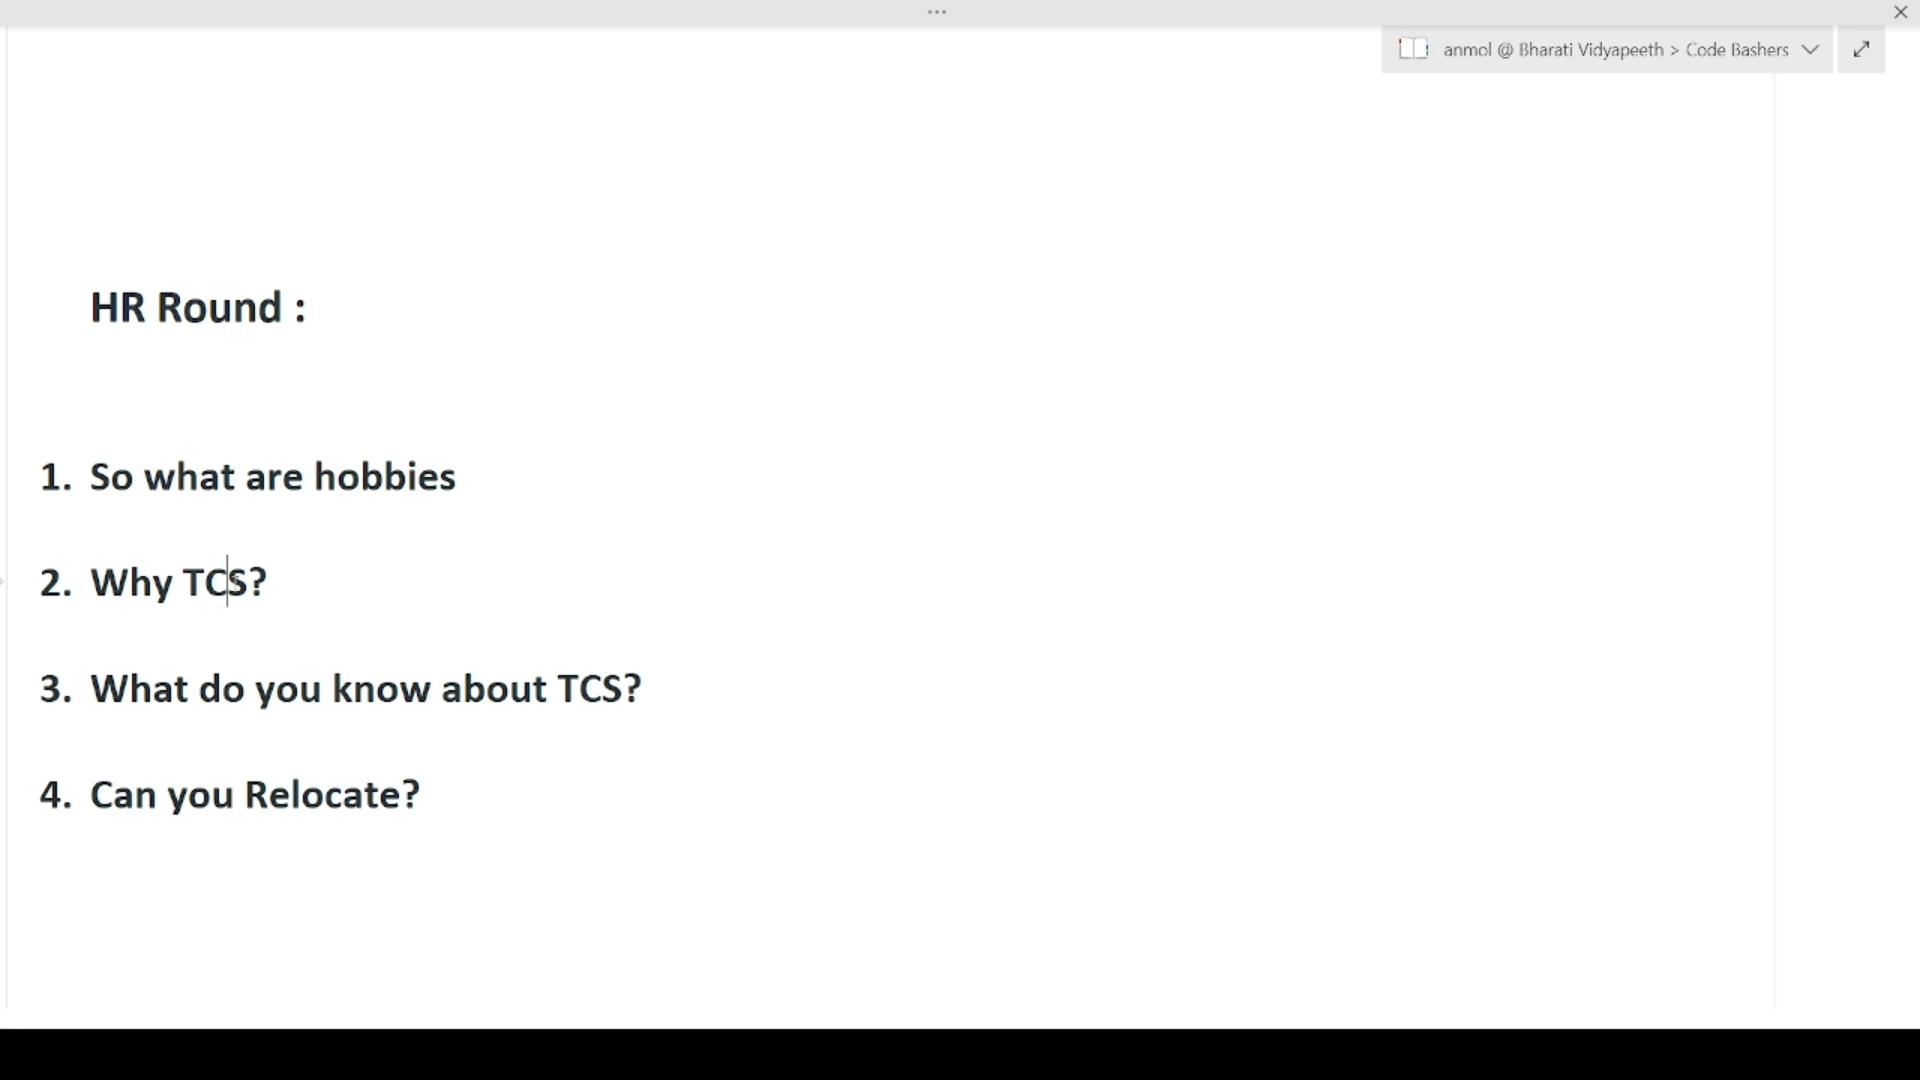 anmol @ Bharati Vidyapeeth > Code Bashers
HR Round :
1. So what are hobbies
2. Why TCS?
3. What do you know about TCS?
4. Can you Relocate?